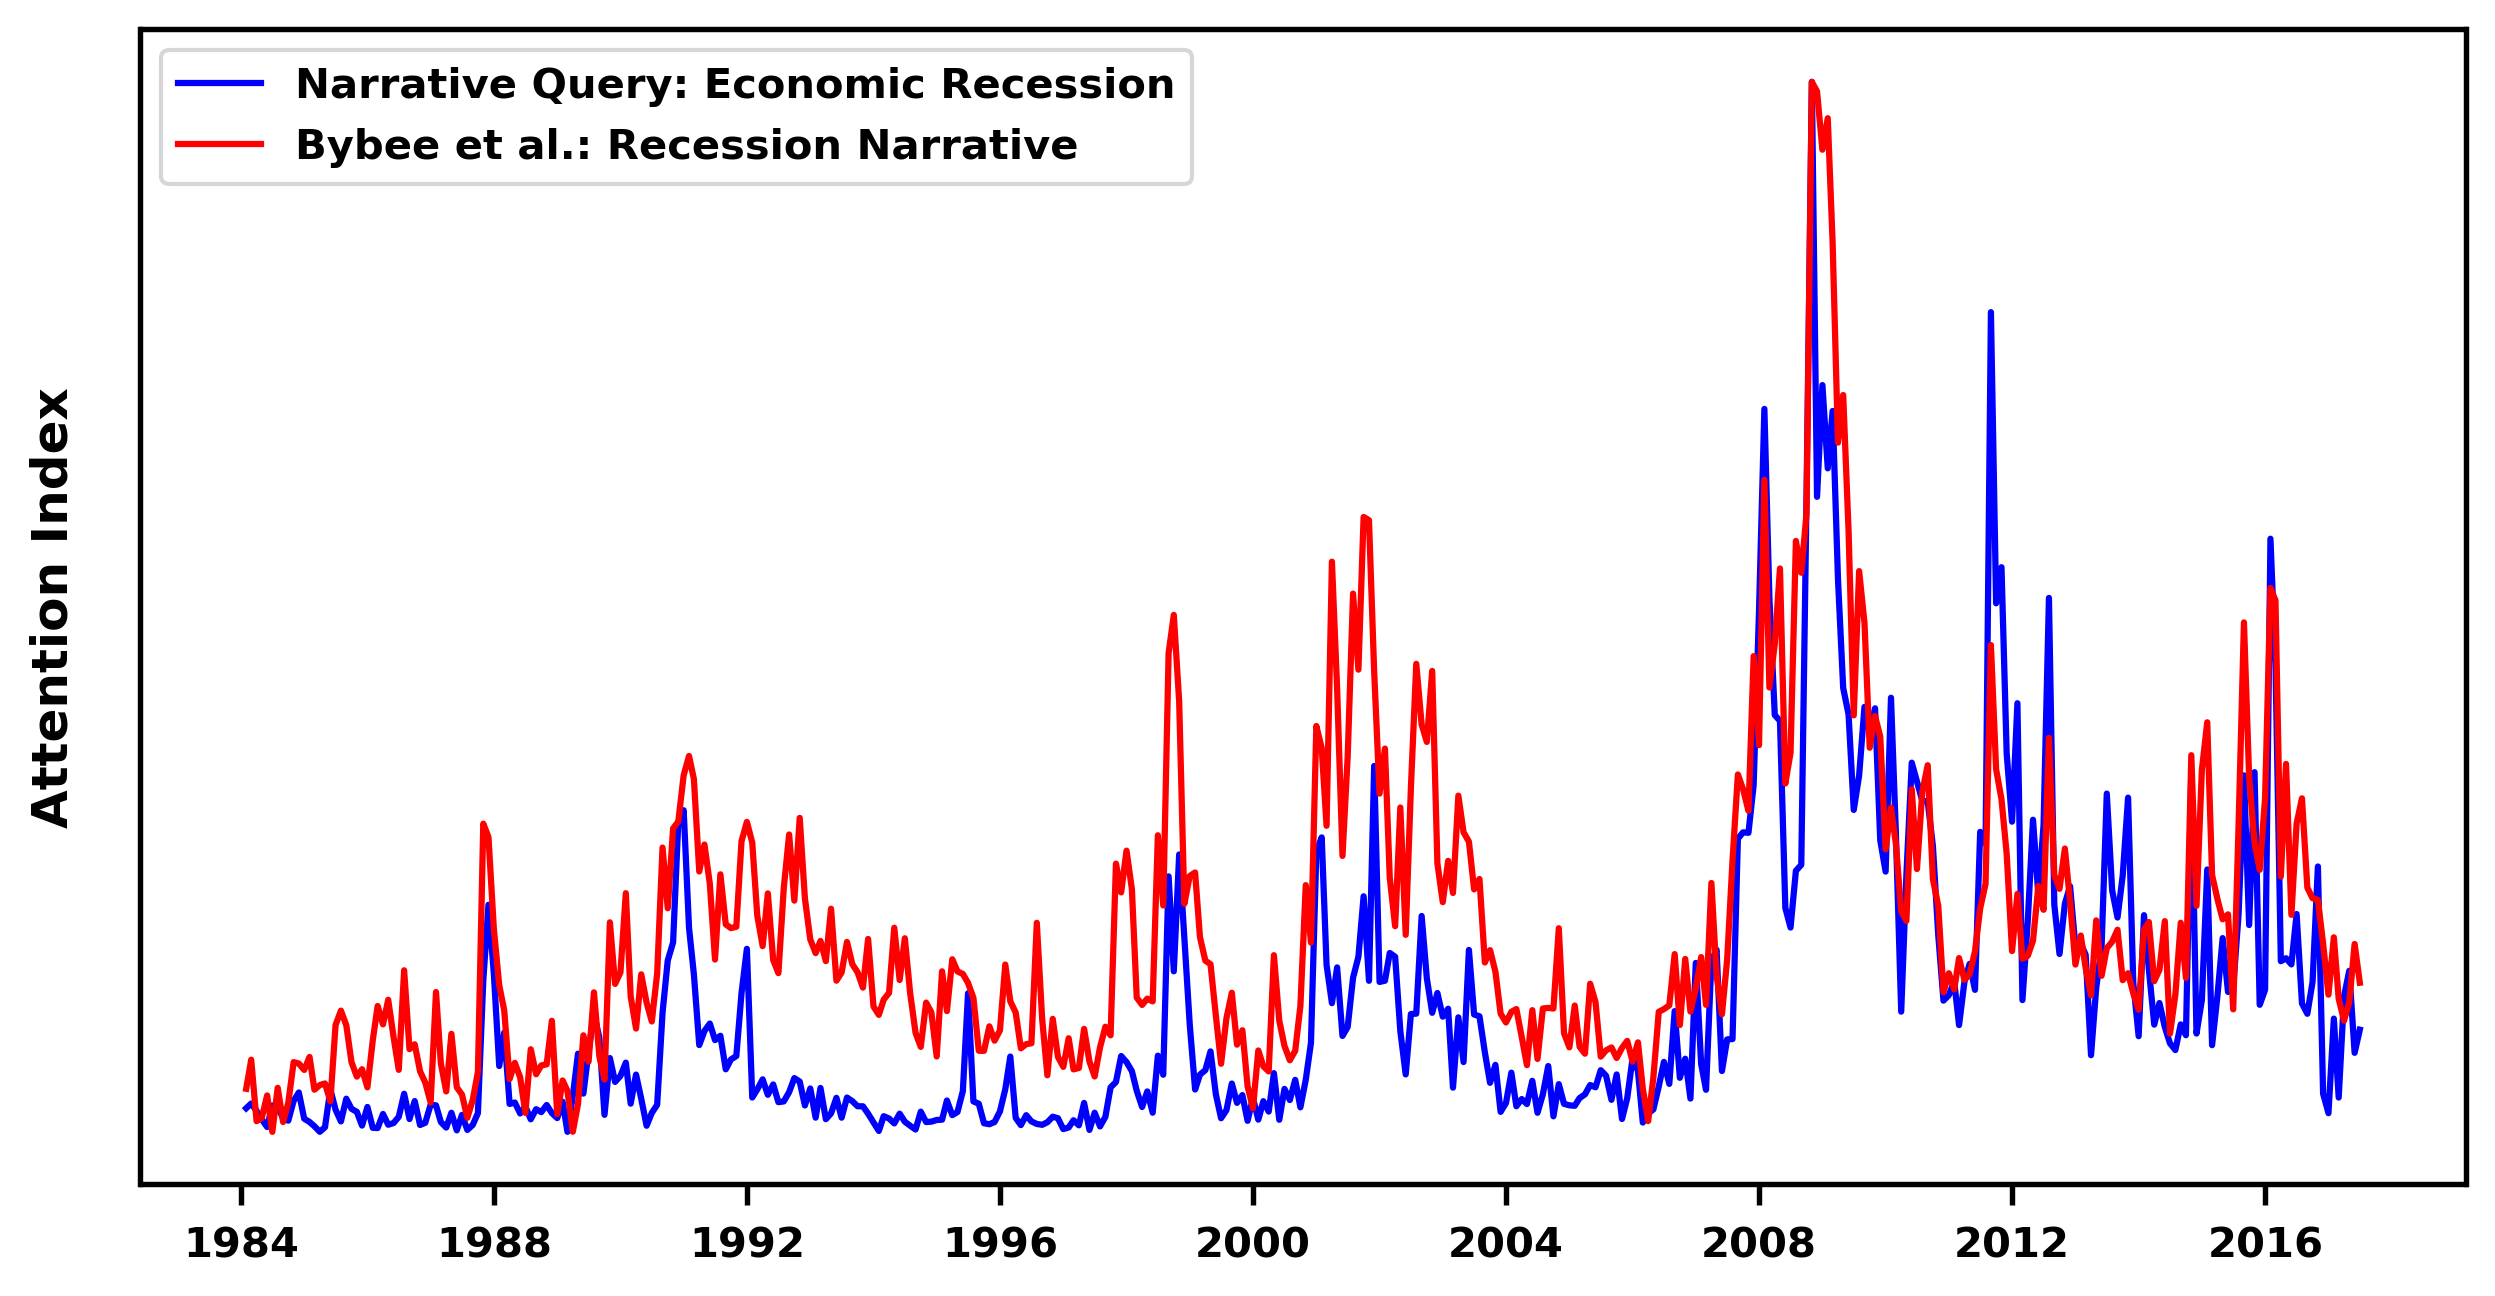 Narrative Query: Economic Recession
Bybee et al.: Recession Narrative
Attention Index
1984 1988 1992 1996 2000 2004 2008 2012 2016